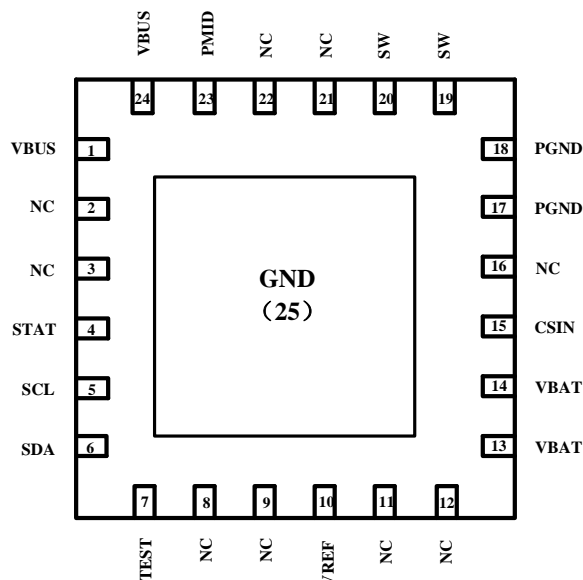 VBUS PMID NC NC SW SW
24 23 22 21 20 19
VBUS 1 18 PGND
NC 2 17 PGND
NC 3 16 NC
GND
（25）
STAT 4 15 CSIN
SCL 5 14 VBAT
SDA 6 13 VBAT
7 8 9 10 11 12
TEST NC NC VREF NC NC